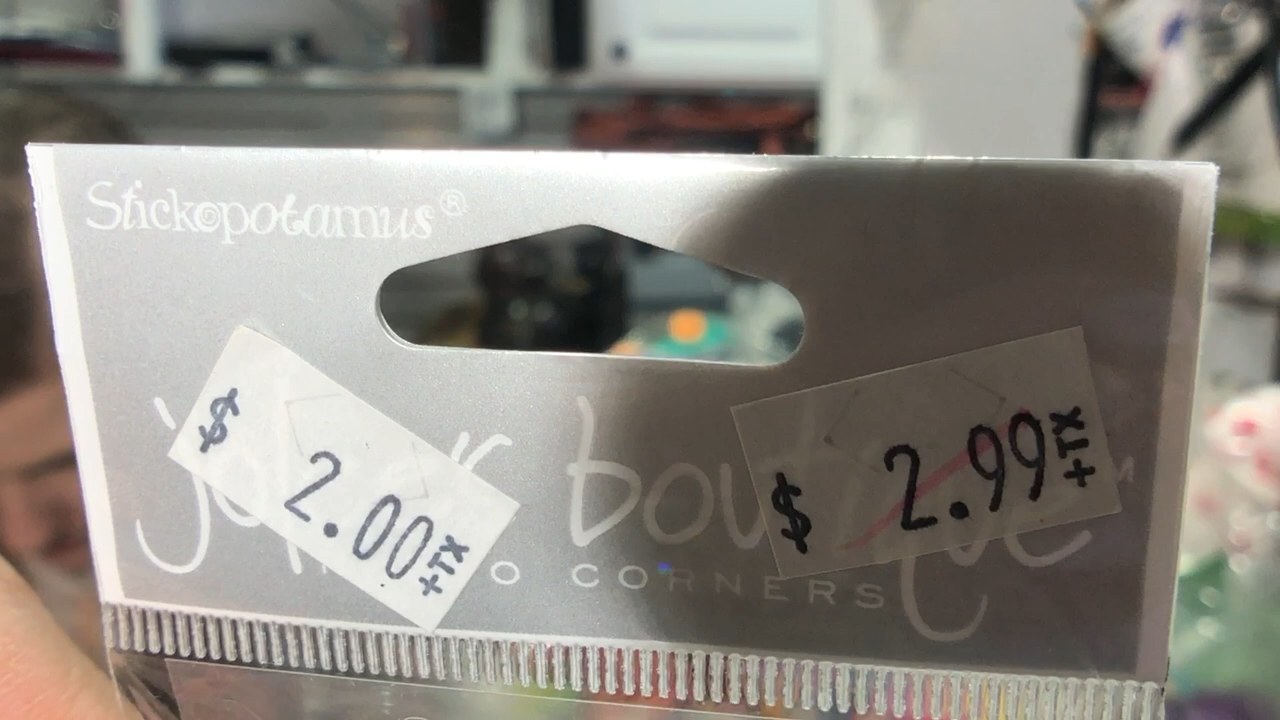 Stickopotamus®
$ 2.00 +TX
$ 2.99 +TX
CORNERS